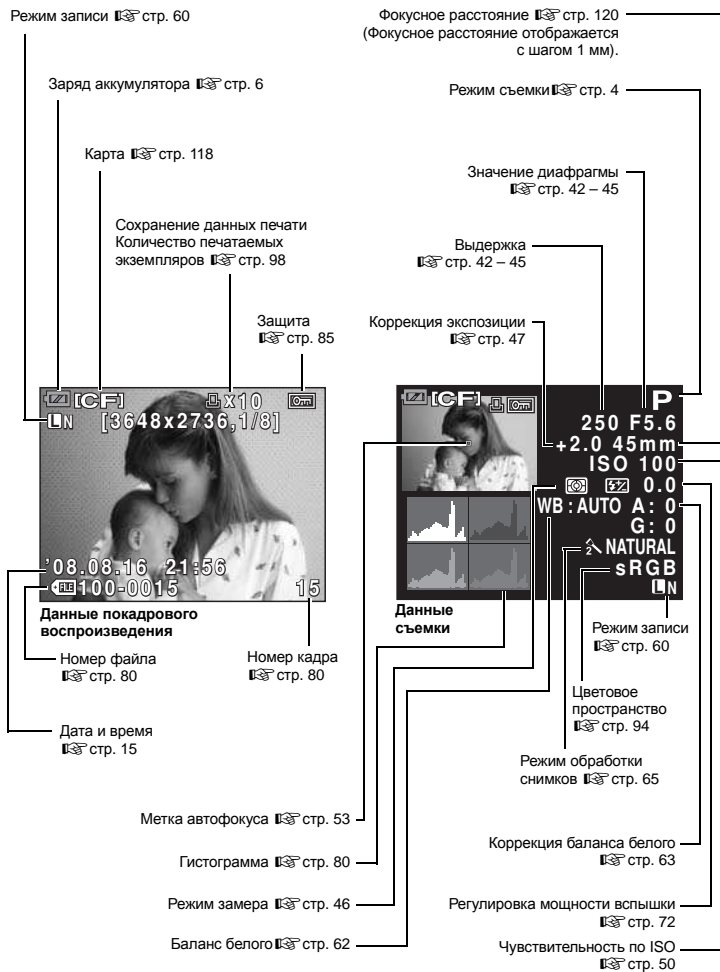 Режим записи ☞ стр. 60
Фокусное расстояние ☞ стр. 120
(Фокусное расстояние отображается
с шагом 1 мм).
Заряд аккумулятора ☞ стр. 6
Режим съемки ☞ стр. 4
Карта ☞ стр. 118
Значение диафрагмы
☞ стр. 42 – 45
Сохранение данных печати
Количество печатаемых
экземпляров ☞ стр. 98
Выдержка
☞ стр. 42 – 45
Защита
☞ стр. 85
Коррекция экспозиции
☞ стр. 47
[CF] x10
LN [3648x2736,1/8]
'08.08.16 21:56
FILE 100-0015 15
[CF] P
250 F5.6
+2.0 45mm
ISO 100
0.0
WB : AUTO A: 0
G: 0
2 NATURAL
sRGB
LN
Данные покадрового
воспроизведения
Данные
съемки
Номер файла
☞ стр. 80
Номер кадра
☞ стр. 80
Режим записи
☞ стр. 60
Дата и время
☞ стр. 15
Цветовое
пространство
☞ стр. 94
Режим обработки
снимков ☞ стр. 65
Метка автофокуса ☞ стр. 53
Гистограмма ☞ стр. 80
Коррекция баланса белого
☞ стр. 63
Режим замера ☞ стр. 46
Регулировка мощности вспышки
☞ стр. 72
Баланс белого ☞ стр. 62
Чувствительность по ISO
☞ стр. 50